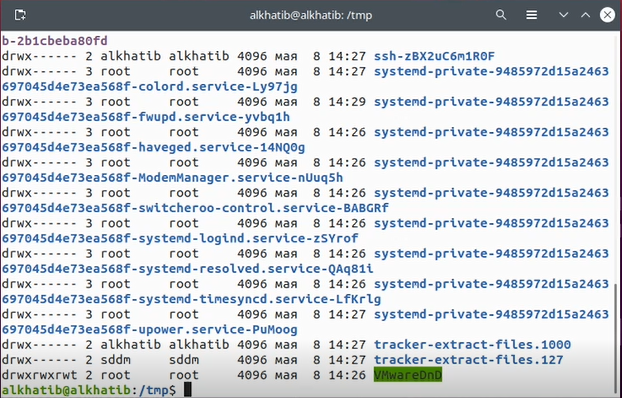 alkhatib@alkhatib: /tmp
b-2b1cbeba80fd
drwx------ 2 alkhatib alkhatib 4096 мая  8 14:27 ssh-zBX2uC6m1R0F
drwx------ 3 root     root     4096 мая  8 14:27 systemd-private-9485972d15a2463
697045d4e73ea568f-colord.service-Ly97jg
drwx------ 3 root     root     4096 мая  8 14:29 systemd-private-9485972d15a2463
697045d4e73ea568f-fwupd.service-yvbq1h
drwx------ 3 root     root     4096 мая  8 14:26 systemd-private-9485972d15a2463
697045d4e73ea568f-haveged.service-14NQ0g
drwx------ 3 root     root     4096 мая  8 14:26 systemd-private-9485972d15a2463
697045d4e73ea568f-ModemManager.service-nUuq5h
drwx------ 3 root     root     4096 мая  8 14:26 systemd-private-9485972d15a2463
697045d4e73ea568f-switcheroo-control.service-BABGRf
drwx------ 3 root     root     4096 мая  8 14:26 systemd-private-9485972d15a2463
697045d4e73ea568f-systemd-logind.service-zSYrof
drwx------ 3 root     root     4096 мая  8 14:26 systemd-private-9485972d15a2463
697045d4e73ea568f-systemd-resolved.service-QAq81i
drwx------ 3 root     root     4096 мая  8 14:26 systemd-private-9485972d15a2463
697045d4e73ea568f-systemd-timesyncd.service-LfKrlg
drwx------ 3 root     root     4096 мая  8 14:27 systemd-private-9485972d15a2463
697045d4e73ea568f-upower.service-PuMoog
drwx------ 2 alkhatib alkhatib 4096 мая  8 14:27 tracker-extract-files.1000
drwx------ 2 sddm     sddm     4096 мая  8 14:27 tracker-extract-files.127
drwxrwxrwt 2 root     root     4096 мая  8 14:26 VMwareDnD
alkhatib@alkhatib:/tmp$